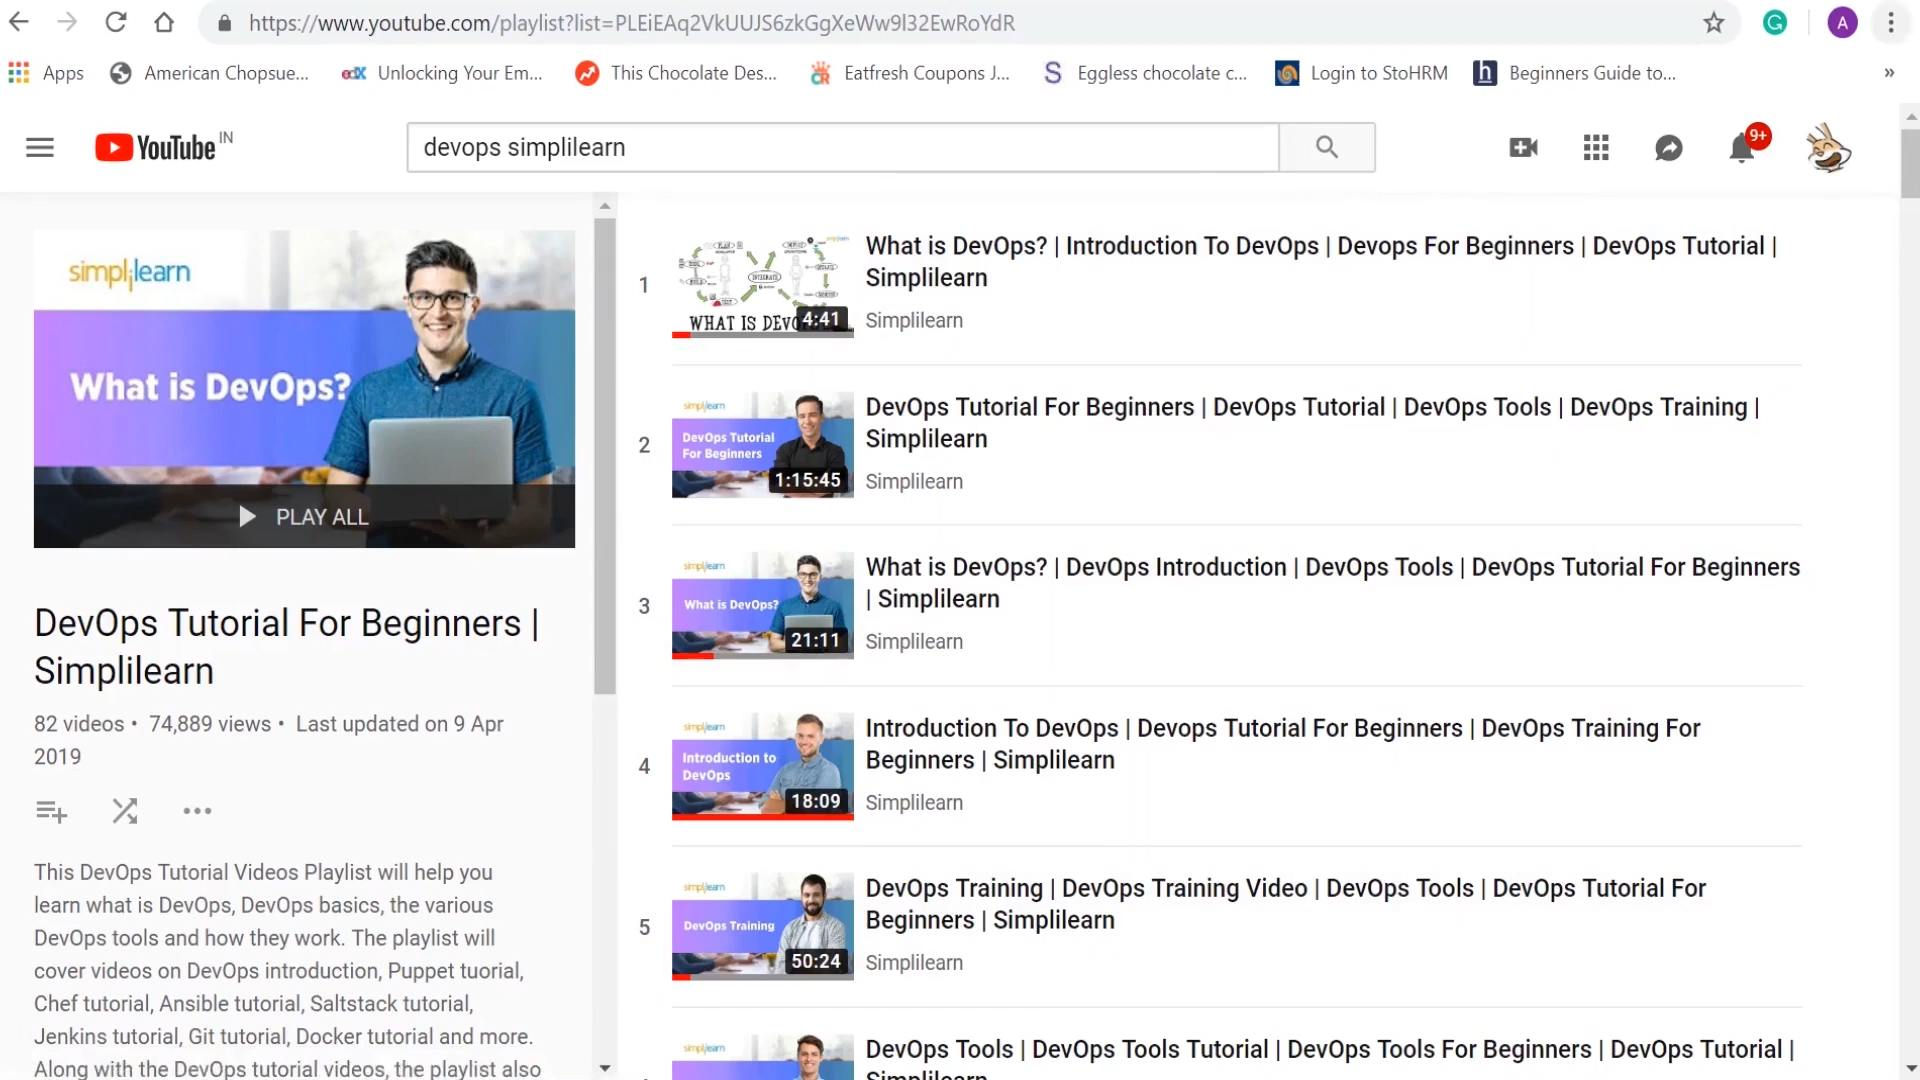 https://www.youtube.com/playlist?list=PLEiEAq2VkUUJS6zkGgXeWw9l32EwRoYdR
A
Apps
American Chopsue...
edX
Unlocking Your Em...
This Chocolate Des...
CR
Eatfresh Coupons J...
S
Eggless chocolate c...
Login to StoHRM
h
Beginners Guide to...
»
YouTube IN
devops simplilearn
9+
simplilearn
What is DevOps?
PLAY ALL
DevOps Tutorial For Beginners |
Simplilearn
82 videos • 74,889 views • Last updated on 9 Apr
2019
This DevOps Tutorial Videos Playlist will help you
learn what is DevOps, DevOps basics, the various
DevOps tools and how they work. The playlist will
cover videos on DevOps introduction, Puppet tuorial,
Chef tutorial, Ansible tutorial, Saltstack tutorial,
Jenkins tutorial, Git tutorial, Docker tutorial and more.
Along with the DevOps tutorial videos, the playlist also
1
INTEGRATE
WHAT IS DEVO
4:41
What is DevOps? | Introduction To DevOps | Devops For Beginners | DevOps Tutorial |
Simplilearn
Simplilearn
2
simplilearn
DevOps Tutorial
For Beginners
1:15:45
DevOps Tutorial For Beginners | DevOps Tutorial | DevOps Tools | DevOps Training |
Simplilearn
Simplilearn
3
simplilearn
What is DevOps?
21:11
What is DevOps? | DevOps Introduction | DevOps Tools | DevOps Tutorial For Beginners
| Simplilearn
Simplilearn
4
simplilearn
Introduction to
DevOps
18:09
Introduction To DevOps | Devops Tutorial For Beginners | DevOps Training For
Beginners | Simplilearn
Simplilearn
5
simplilearn
DevOps Training
50:24
DevOps Training | DevOps Training Video | DevOps Tools | DevOps Tutorial For
Beginners | Simplilearn
Simplilearn
simplilearn
DevOps Tools | DevOps Tools Tutorial | DevOps Tools For Beginners | DevOps Tutorial |
Simplilearn